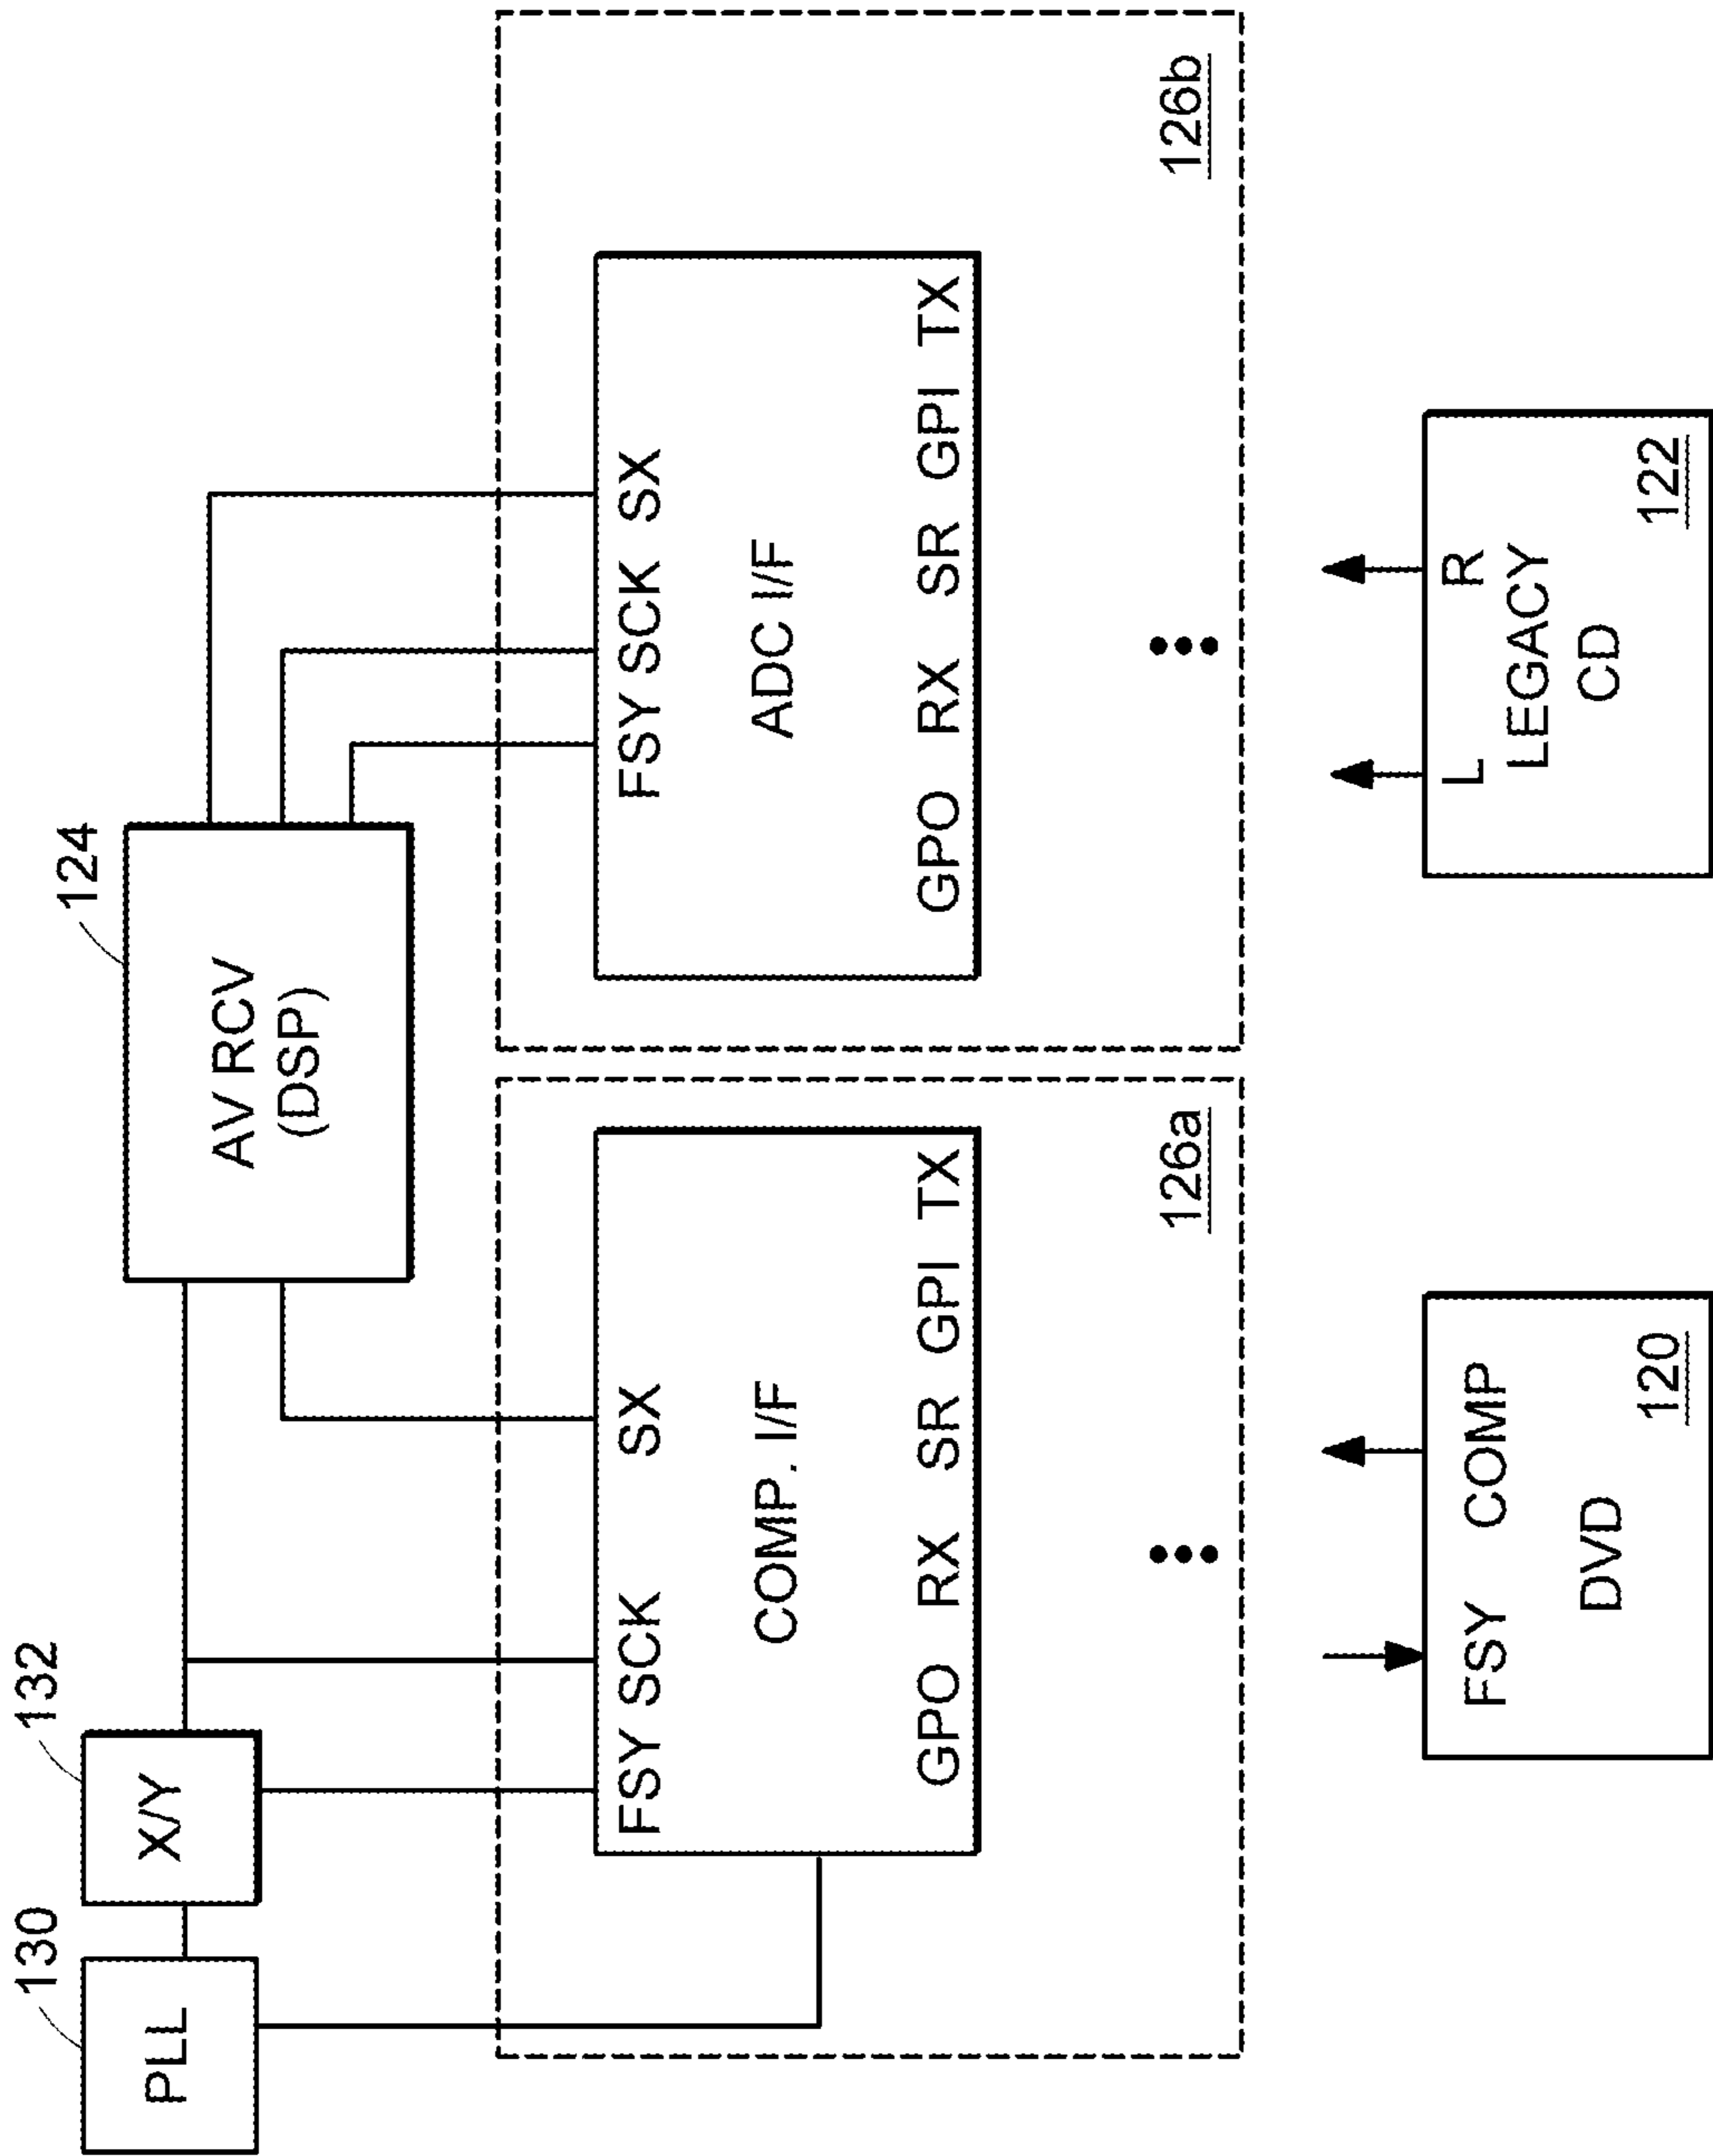 130
132
124
PLL
X/Y
AV RCV
(DSP)
FSY SCK SX
COMP. I/F
GPO RX SR GPI TX
126a
FSY SCK SX
ADC I/F
GPO RX SR GPI TX
126b
FSY COMP
DVD
120
L R
LEGACY
CD
122